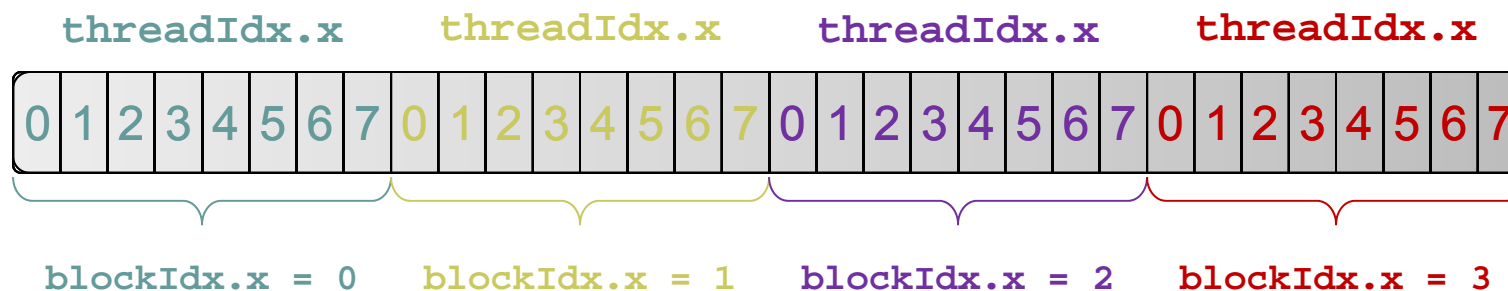 threadIdx.x threadIdx.x threadIdx.x threadIdx.x
0 1 2 3 4 5 6 7 0 1 2 3 4 5 6 7 0 1 2 3 4 5 6 7 0 1 2 3 4 5 6 7
blockIdx.x = 0 blockIdx.x = 1 blockIdx.x = 2 blockIdx.x = 3